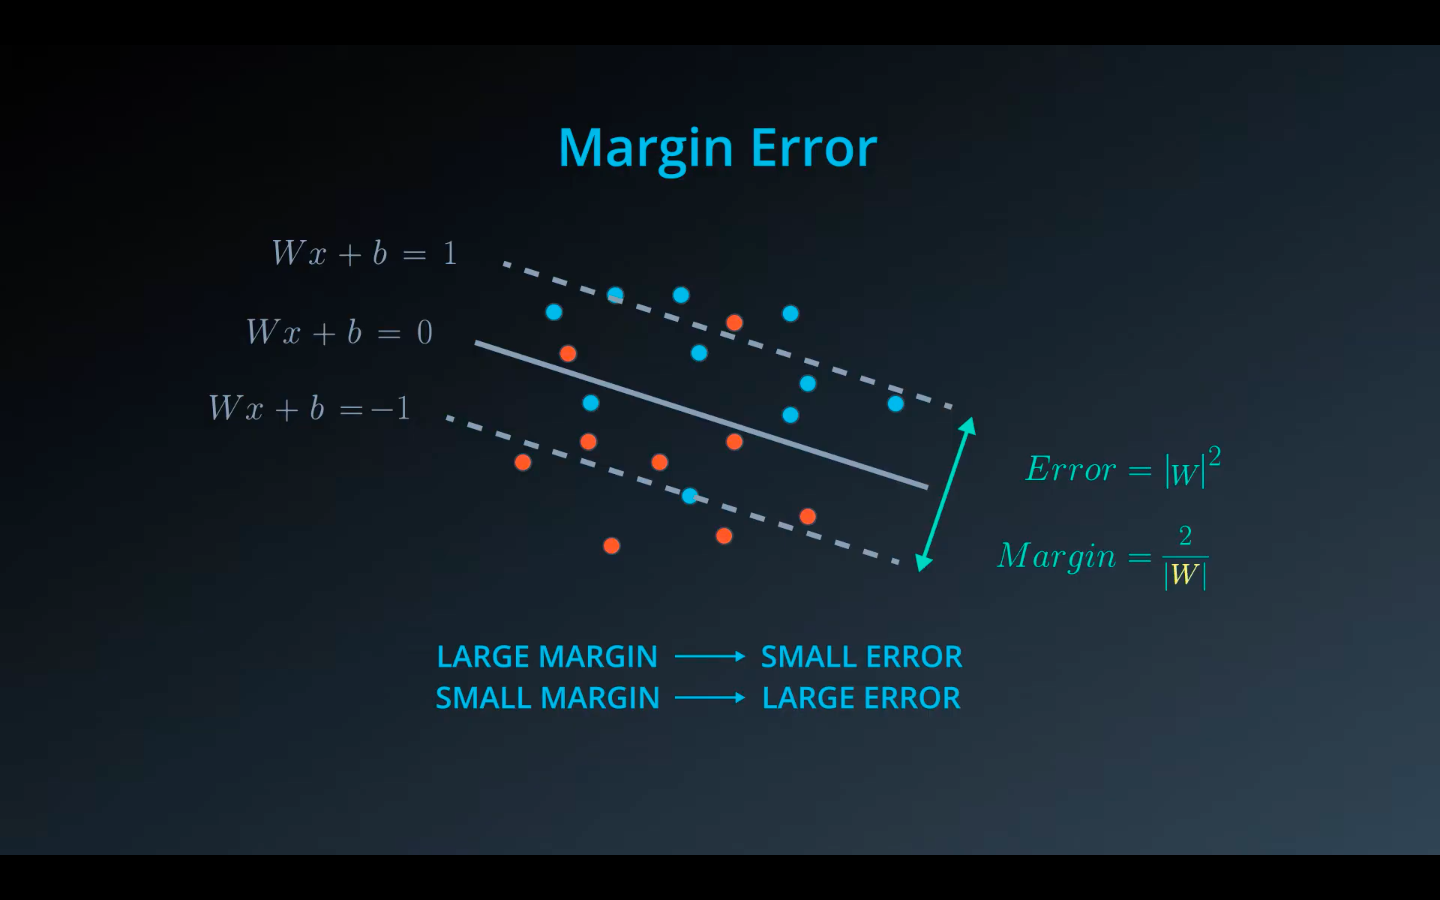 Margin Error
Wx + b = 1
Wx + b = 0
Wx + b = −1
Error = |W|²
Margin = 2/|W|
LARGE MARGIN → SMALL ERROR
SMALL MARGIN → LARGE ERROR